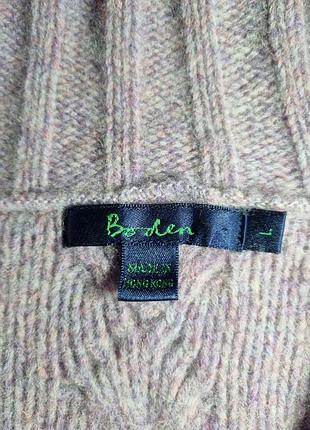 Boden
L
MADE IN
HONG KONG